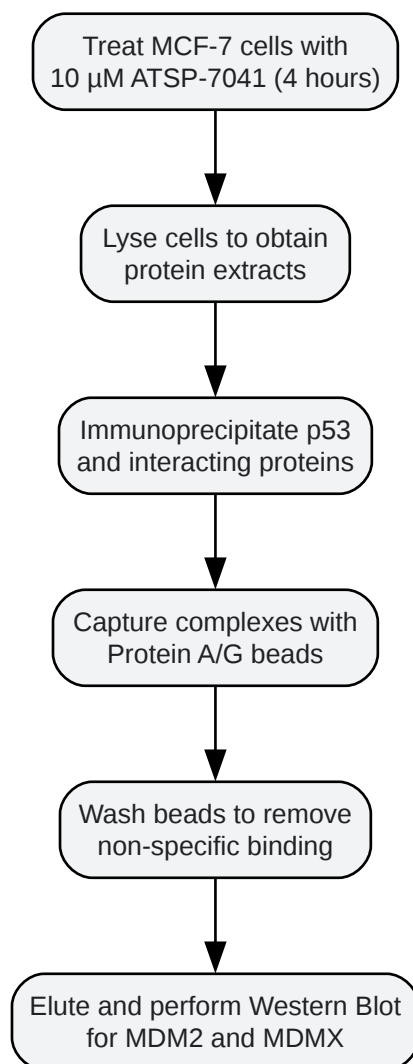 Treat MCF-7 cells with
10 µM ATSP-7041 (4 hours)
Lyse cells to obtain
protein extracts
Immunoprecipitate p53
and interacting proteins
Capture complexes with
Protein A/G beads
Wash beads to remove
non-specific binding
Elute and perform Western Blot
for MDM2 and MDMX